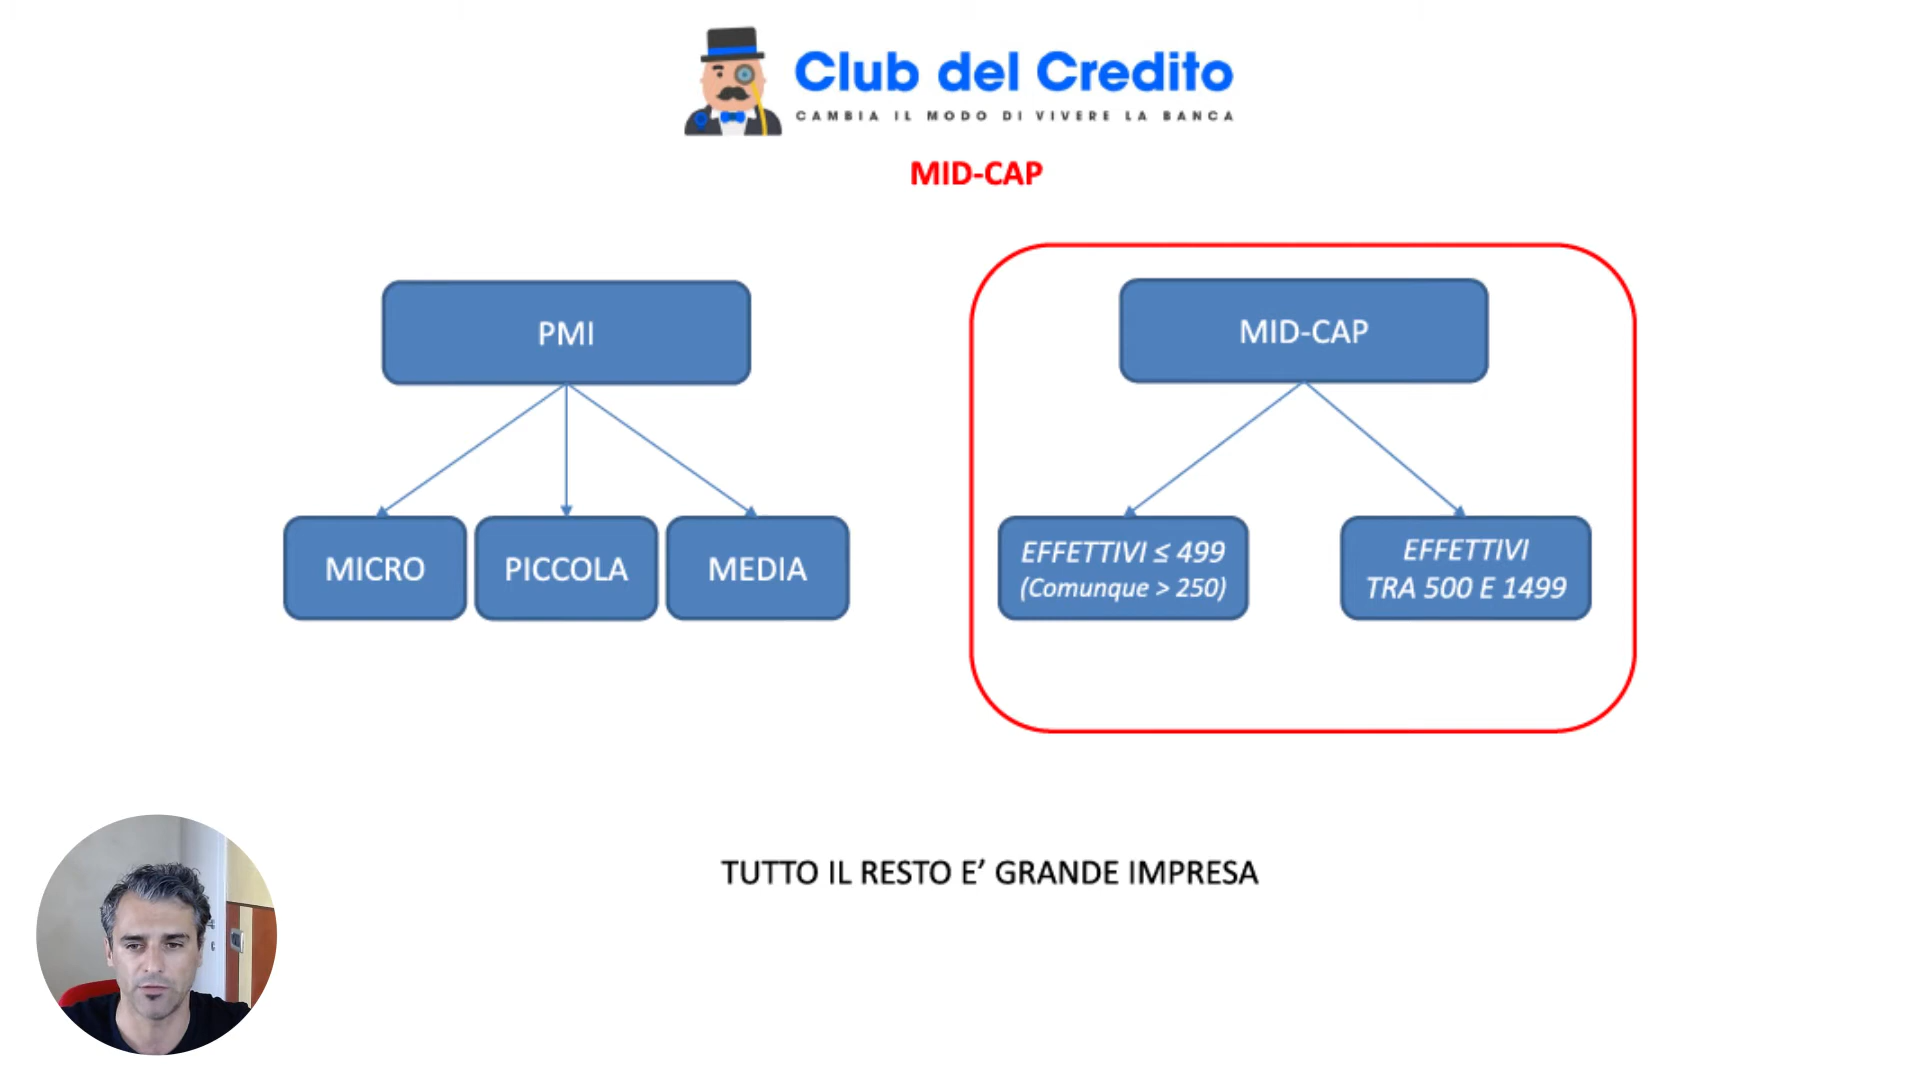 Club del Credito
CAMBIA IL MODO DI VIVERE LA BANCA
MID-CAP
PMI
MICRO
PICCOLA
MEDIA
MID-CAP
EFFETTIVI ≤ 499
(Comunque > 250)
EFFETTIVI
TRA 500 E 1499
TUTTO IL RESTO E’ GRANDE IMPRESA